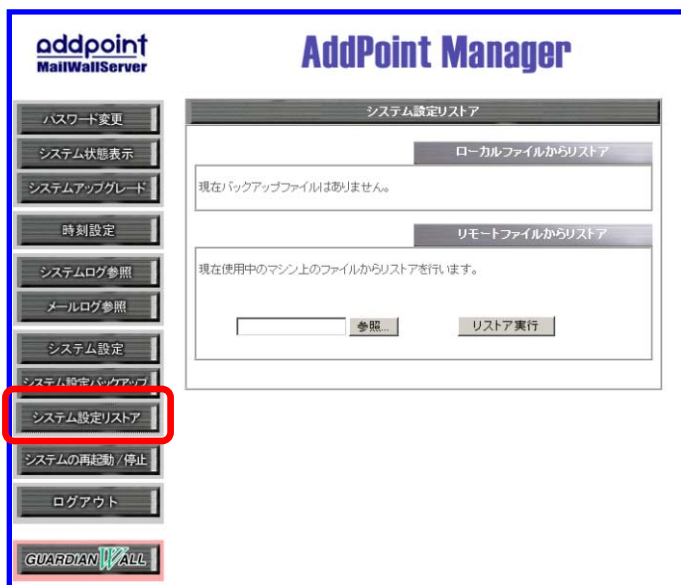 addpoint
MailWallServer
AddPoint Manager
パスワード変更
システム状態表示
システムアップグレード
時刻設定
システムログ参照
メールログ参照
システム設定
システム設定バックアップ
システム設定リストア
システムの再起動/停止
ログアウト
GUARDIAN WALL
システム設定リストア
ローカルファイルからリストア
現在バックアップファイルはありません。
リモートファイルからリストア
現在使用中のマシン上のファイルからリストアを行います。
参照...
リストア実行